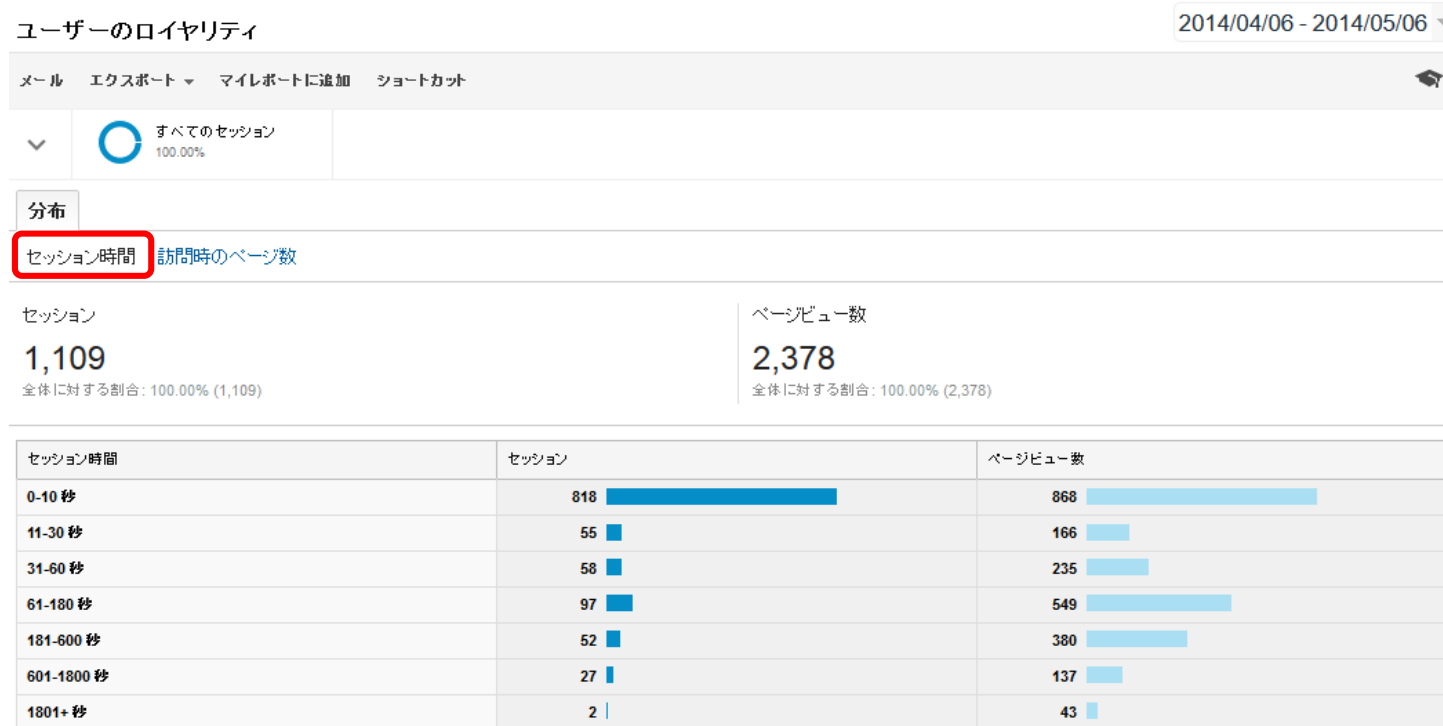 ユーザーのロイヤリティ
2014/04/06 - 2014/05/06
メール エクスポート マイレポートに追加 ショートカット
すべてのセッション
100.00%
分布
セッション時間 訪問時のページ数
セッション ページビュー数
1,109 2,378
全体に対する割合: 100.00% (1,109) 全体に対する割合: 100.00% (2,378)
セッション時間 セッション ページビュー数
0-10 秒 818 868
11-30 秒 55 166
31-60 秒 58 235
61-180 秒 97 549
181-600 秒 52 380
601-1800 秒 27 137
1801+ 秒 2 43